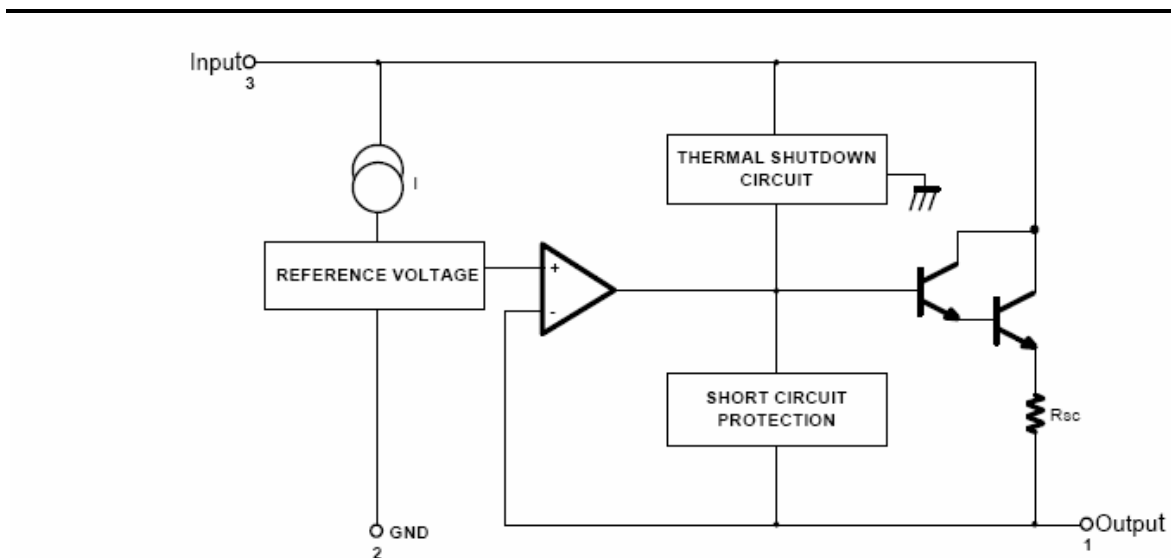 Input
3
THERMAL SHUTDOWN
CIRCUIT
I
REFERENCE VOLTAGE
+
-
SHORT CIRCUIT
PROTECTION
Rsc
GND
2
Output
1